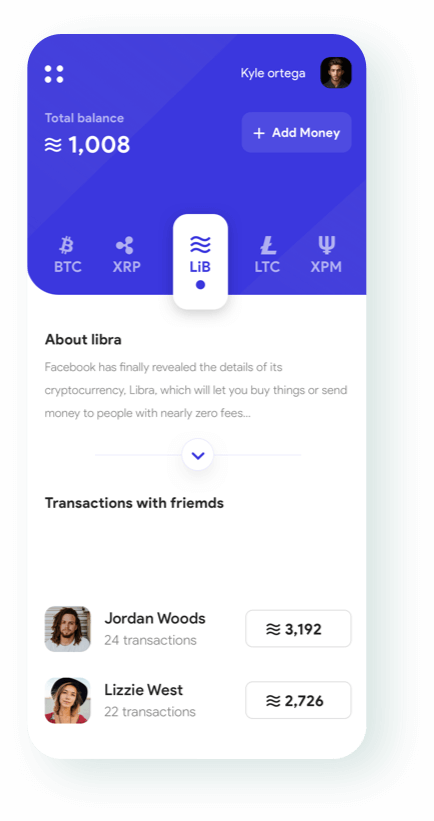 Kyle ortega
Total balance
≋ 1,008
+ Add Money
BTC XRP LiB LTC XPM
About libra
Facebook has finally revealed the details of its
cryptocurrency, Libra, which will let you buy things or send
money to people with nearly zero fees...
Transactions with friemds
Jordan Woods
24 transactions
≋ 3,192
Lizzie West
22 transactions
≋ 2,726